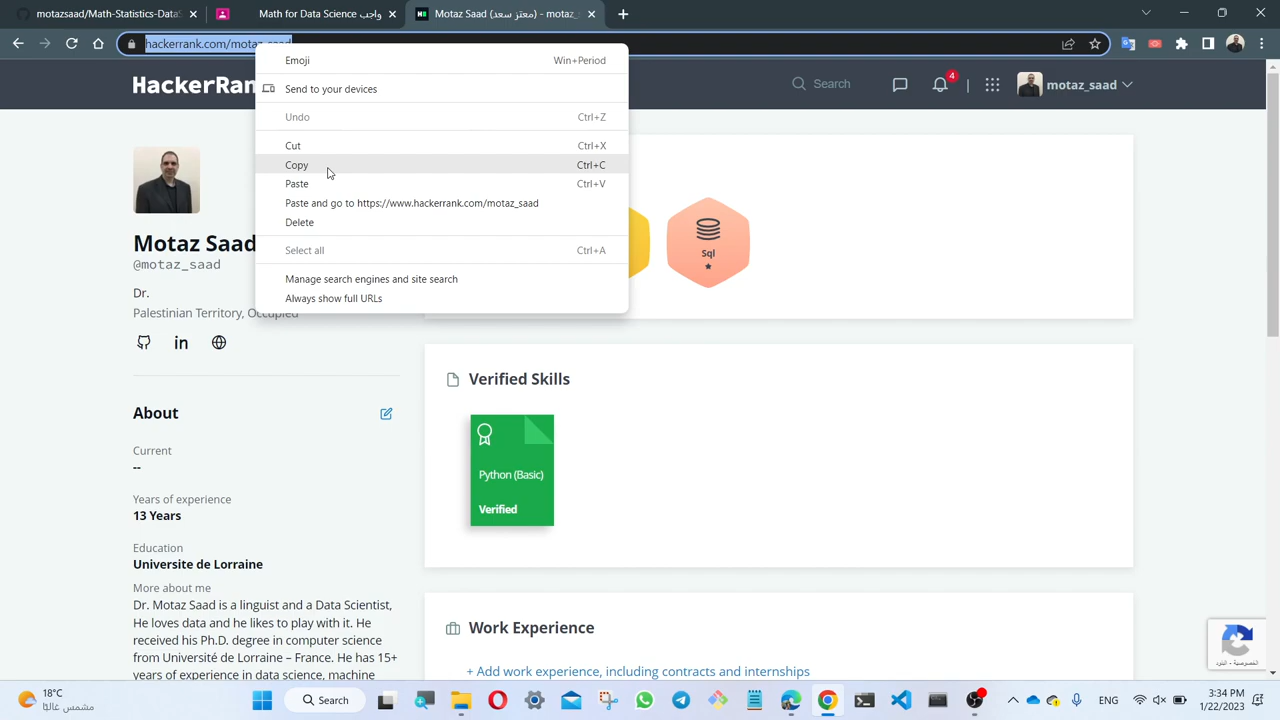 motazsaad/Math-Statistics-Data-S
Math for Data Science - واجب
Motaz Saad (معتز سعد) - motaz_
hackerrank.com/motaz_saad
Emoji Win+Period
Send to your devices
Undo Ctrl+Z
Cut Ctrl+X
Copy Ctrl+C
Paste Ctrl+V
Paste and go to https://www.hackerrank.com/motaz_saad
Delete
Select all Ctrl+A
Manage search engines and site search
Always show full URLs
HackerRan
Search
4
motaz_saad
Sql
Motaz Saad
@motaz_saad
Dr.
Palestinian Territory, Occupied
About
Current
--
Years of experience
13 Years
Education
Universite de Lorraine
More about me
Dr. Motaz Saad is a linguist and a Data Scientist,
He loves data and he likes to play with it. He
received his Ph.D. degree in computer science
from Université de Lorraine – France. He has 15+
years of experience in data science, machine
Verified Skills
Python (Basic)
Verified
Work Experience
+ Add work experience, including contracts and internships
الخصوصية - البنود
18°C
مشمس غالبًا
Search
ENG
3:34 PM
1/22/2023